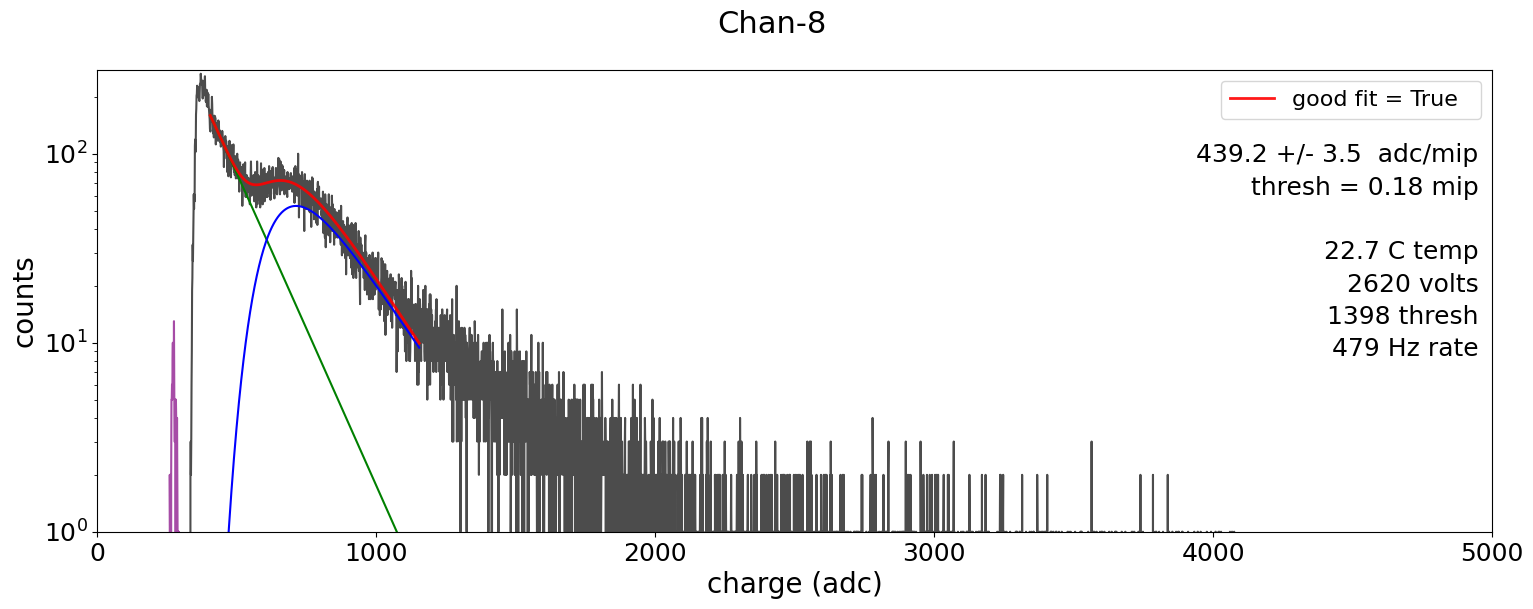 Chan-8
good fit = True
439.2 +/- 3.5  adc/mip
thresh = 0.18 mip
22.7 C temp
2620 volts
1398 thresh
479 Hz rate
counts
10²
10¹
10⁰
0 1000 2000 3000 4000 5000
charge (adc)